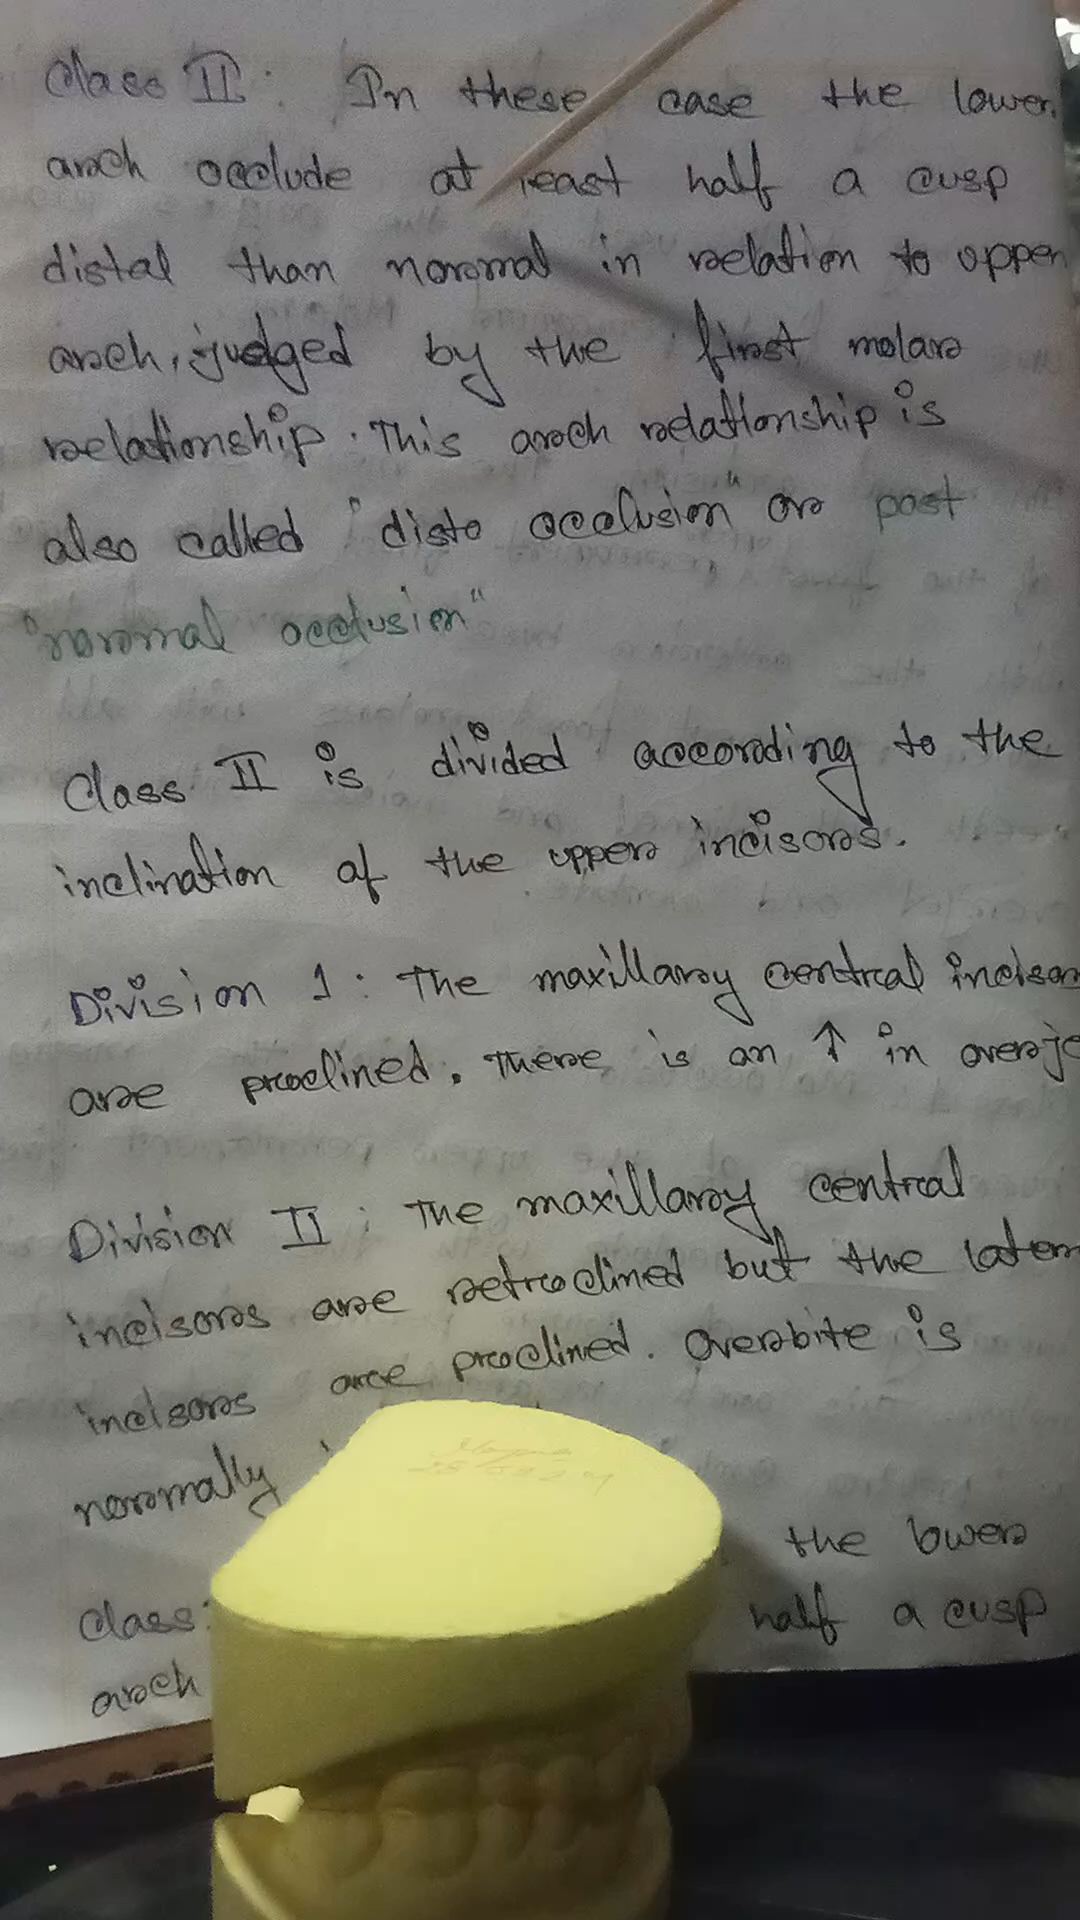 Class II : In these case the lower
arch occlude at least half a cusp
distal than normal in relation to upper
arch, judged by the first molar
relationship. This arch relationship is
also called "disto occlusion" or post
"normal occlusion"
Class II is divided according to the
inclination of the upper incisors.
Division 1 : The maxillary central incisor
are proclined. There is an ↑ in overje
Division II : The maxillary central
incisors are retroclined but the later
incisors are proclined. Overbite is
normally
the lower
Class
half a cusp
arch